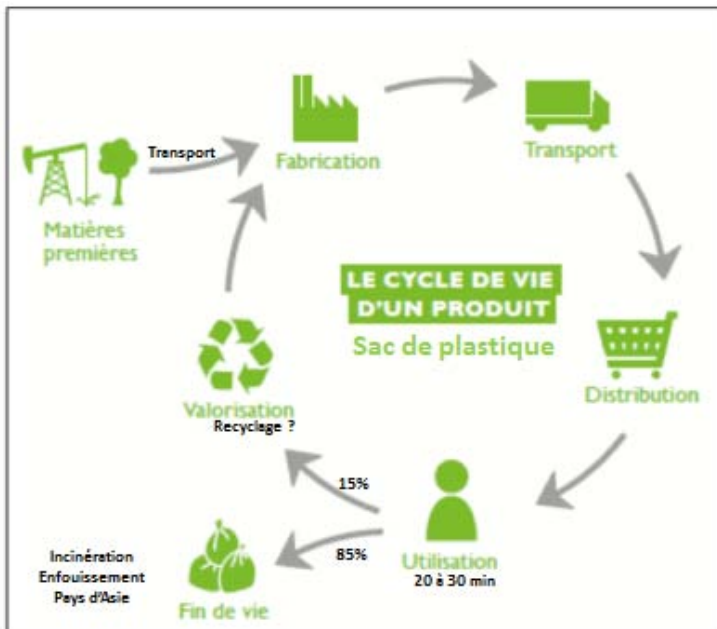 LE CYCLE DE VIE
D'UN PRODUIT
Sac de plastique
Matières
premières
Transport
Fabrication
Transport
Distribution
Utilisation
20 à 30 min
15%
85%
Valorisation
Recyclage ?
Incinération
Enfouissement
Pays d'Asie
Fin de vie